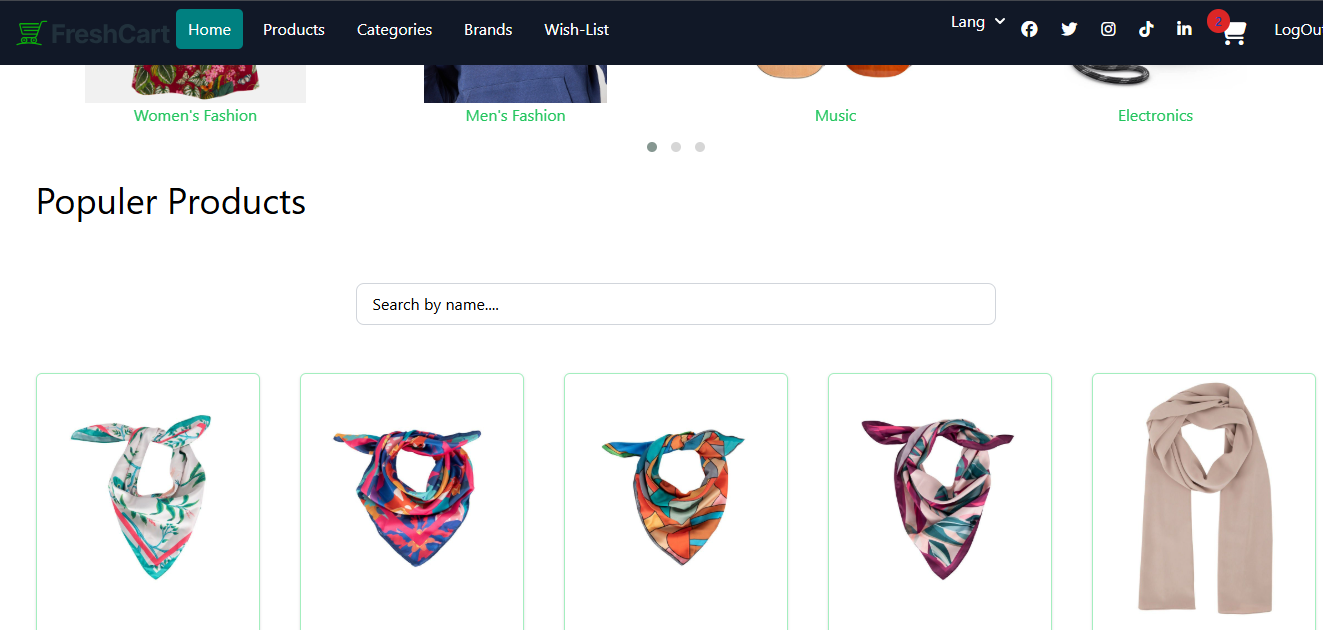 FreshCart Home Products Categories Brands Wish-List Lang 2 LogOut
Women's Fashion Men's Fashion Music Electronics
Populer Products
Search by name....